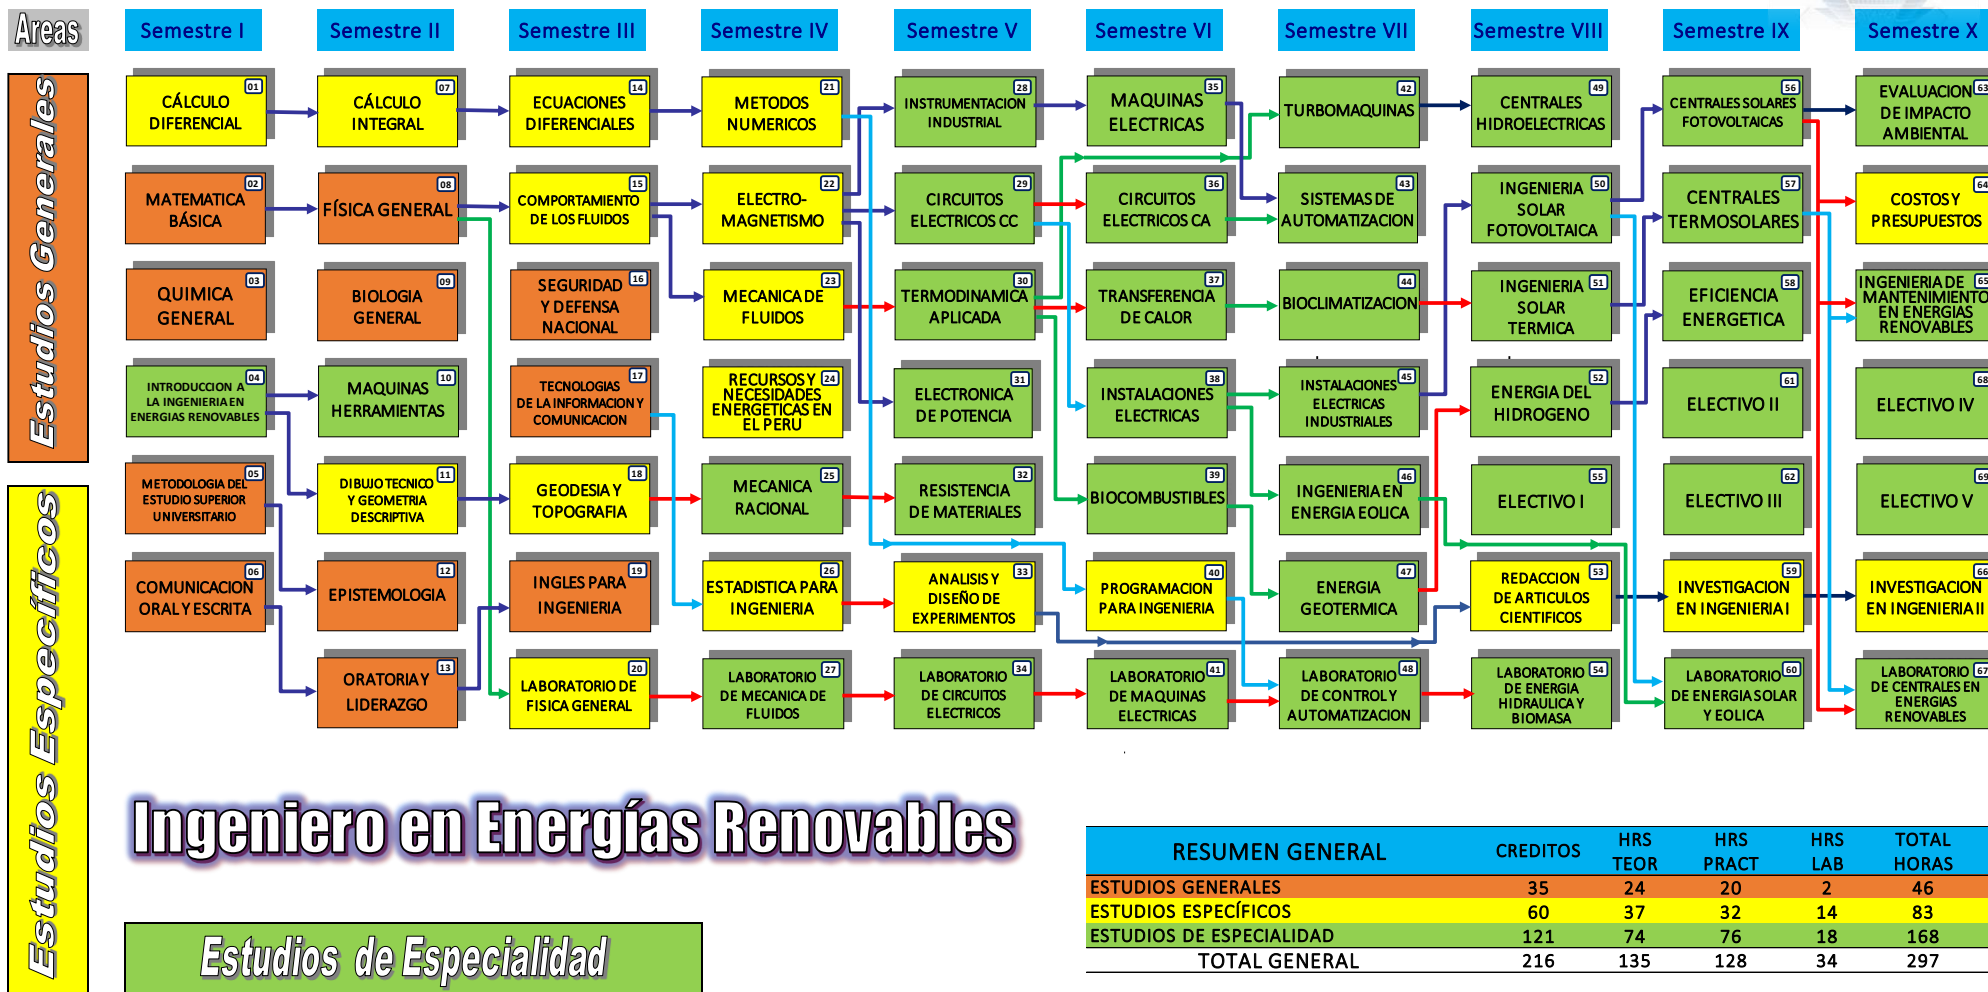 Areas
Semestre I
Semestre II
Semestre III
Semestre IV
Semestre V
Semestre VI
Semestre VII
Semestre VIII
Semestre IX
Semestre X
Estudios Generales
Estudios Específicos
01
CÁLCULO
DIFERENCIAL
07
CÁLCULO
INTEGRAL
14
ECUACIONES
DIFERENCIALES
21
METODOS
NUMERICOS
28
INSTRUMENTACION
INDUSTRIAL
35
MAQUINAS
ELECTRICAS
42
TURBOMAQUINAS
49
CENTRALES
HIDROELECTRICAS
56
CENTRALES SOLARES
FOTOVOLTAICAS
63
EVALUACION
DE IMPACTO
AMBIENTAL
02
MATEMATICA
BÁSICA
08
FÍSICA GENERAL
15
COMPORTAMIENTO
DE LOS FLUIDOS
22
ELECTRO-
MAGNETISMO
29
CIRCUITOS
ELECTRICOS CC
36
CIRCUITOS
ELECTRICOS CA
43
SISTEMAS DE
AUTOMATIZACION
50
INGENIERIA
SOLAR
FOTOVOLTAICA
57
CENTRALES
TERMOSOLARES
64
COSTOS Y
PRESUPUESTOS
03
QUIMICA
GENERAL
09
BIOLOGIA
GENERAL
16
SEGURIDAD
Y DEFENSA
NACIONAL
23
MECANICA DE
FLUIDOS
30
TERMODINAMICA
APLICADA
37
TRANSFERENCIA
DE CALOR
44
BIOCLIMATIZACION
51
INGENIERIA
SOLAR
TERMICA
58
EFICIENCIA
ENERGETICA
65
INGENIERIA DE
MANTENIMIENTO
EN ENERGIAS
RENOVABLES
04
INTRODUCCION A
LA INGENIERIA EN
ENERGIAS RENOVABLES
10
MAQUINAS
HERRAMIENTAS
17
TECNOLOGIAS
DE LA INFORMACION Y
COMUNICACION
24
RECURSOS Y
NECESIDADES
ENERGETICAS EN
EL PERU
31
ELECTRONICA
DE POTENCIA
38
INSTALACIONES
ELECTRICAS
45
INSTALACIONES
ELECTRICAS
INDUSTRIALES
52
ENERGIA DEL
HIDROGENO
61
ELECTIVO II
68
ELECTIVO IV
05
METODOLOGIA DEL
ESTUDIO SUPERIOR
UNIVERSITARIO
11
DIBUJO TECNICO
Y GEOMETRIA
DESCRIPTIVA
18
GEODESIA Y
TOPOGRAFIA
25
MECANICA
RACIONAL
32
RESISTENCIA
DE MATERIALES
39
BIOCOMBUSTIBLES
46
INGENIERIA EN
ENERGIA EOLICA
55
ELECTIVO I
62
ELECTIVO III
69
ELECTIVO V
06
COMUNICACION
ORAL Y ESCRITA
12
EPISTEMOLOGIA
19
INGLES PARA
INGENIERIA
26
ESTADISTICA PARA
INGENIERIA
33
ANALISIS Y
DISEÑO DE
EXPERIMENTOS
40
PROGRAMACION
PARA INGENIERIA
47
ENERGIA
GEOTERMICA
53
REDACCION
DE ARTICULOS
CIENTIFICOS
59
INVESTIGACION
EN INGENIERIA I
66
INVESTIGACION
EN INGENIERIA II
13
ORATORIA Y
LIDERAZGO
20
LABORATORIO DE
FISICA GENERAL
27
LABORATORIO
DE MECANICA DE
FLUIDOS
34
LABORATORIO
DE CIRCUITOS
ELECTRICOS
41
LABORATORIO
DE MAQUINAS
ELECTRICAS
48
LABORATORIO
DE CONTROL Y
AUTOMATIZACION
54
LABORATORIO
DE ENERGIA
HIDRAULICA Y
BIOMASA
60
LABORATORIO
DE ENERGIA SOLAR
Y EOLICA
67
LABORATORIO
DE CENTRALES EN
ENERGIAS
RENOVABLES
Ingeniero en Energías Renovables
Estudios de Especialidad
RESUMEN GENERAL CREDITOS HRS TEOR HRS PRACT HRS LAB TOTAL HORAS
ESTUDIOS GENERALES 35 24 20 2 46
ESTUDIOS ESPECÍFICOS 60 37 32 14 83
ESTUDIOS DE ESPECIALIDAD 121 74 76 18 168
TOTAL GENERAL 216 135 128 34 297